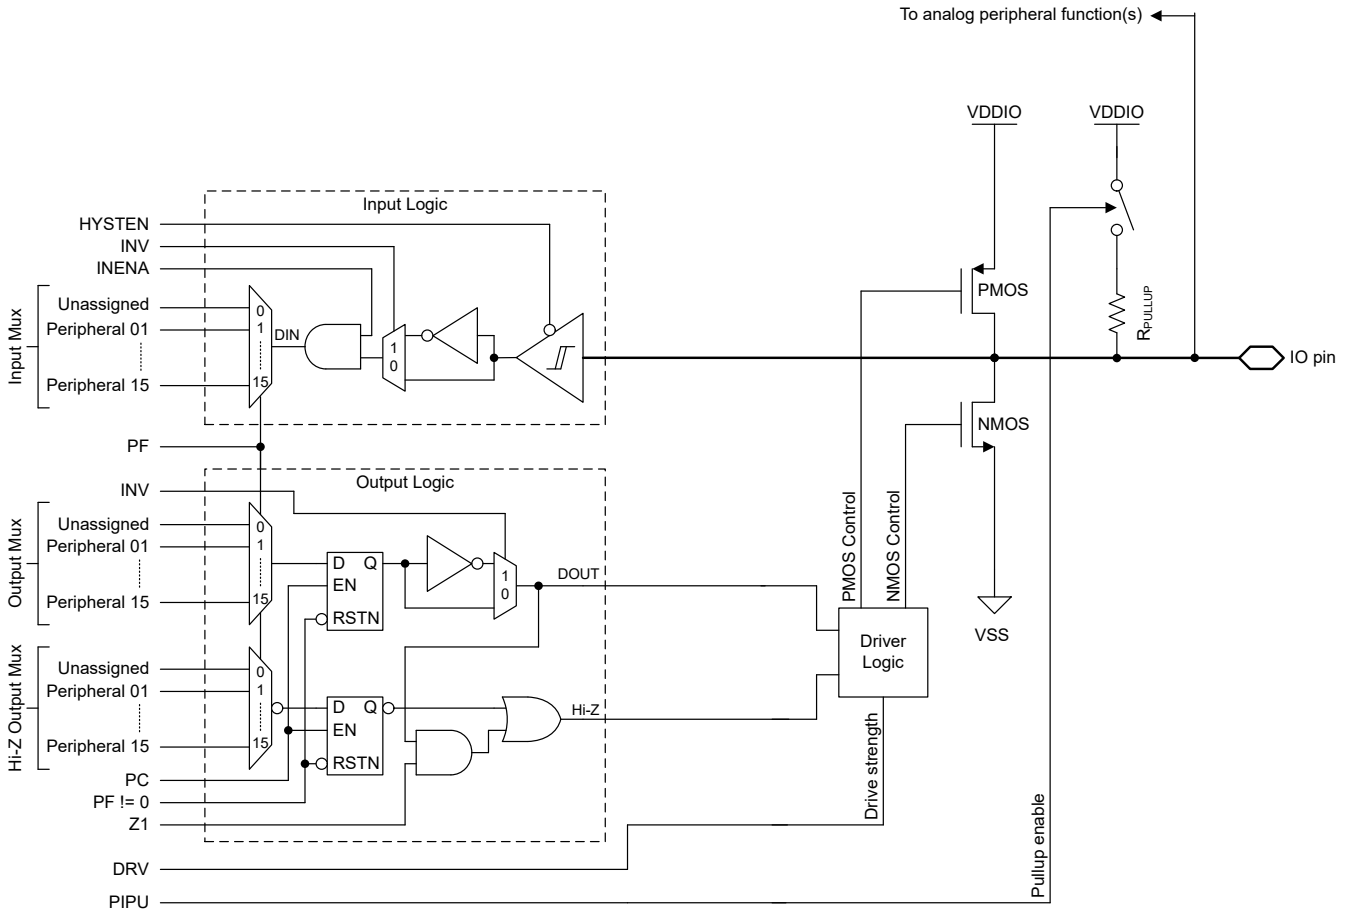 To analog peripheral function(s)
VDDIO
VDDIO
Input Logic
HYSTEN
INV
INENA
Input Mux
Unassigned
Peripheral 01
Peripheral 15
0
1
15
DIN
1
0
PMOS
RPULLUP
IO pin
NMOS
PF
Output Logic
INV
Output Mux
Unassigned
Peripheral 01
Peripheral 15
0
1
15
D Q
EN
RSTN
1
0
DOUT
PMOS Control
NMOS Control
VSS
Driver
Logic
Hi-Z Output Mux
Unassigned
Peripheral 01
Peripheral 15
0
1
15
D Q
EN
RSTN
Hi-Z
Drive strength
PC
PF != 0
Z1
DRV
PIPU
Pullup enable